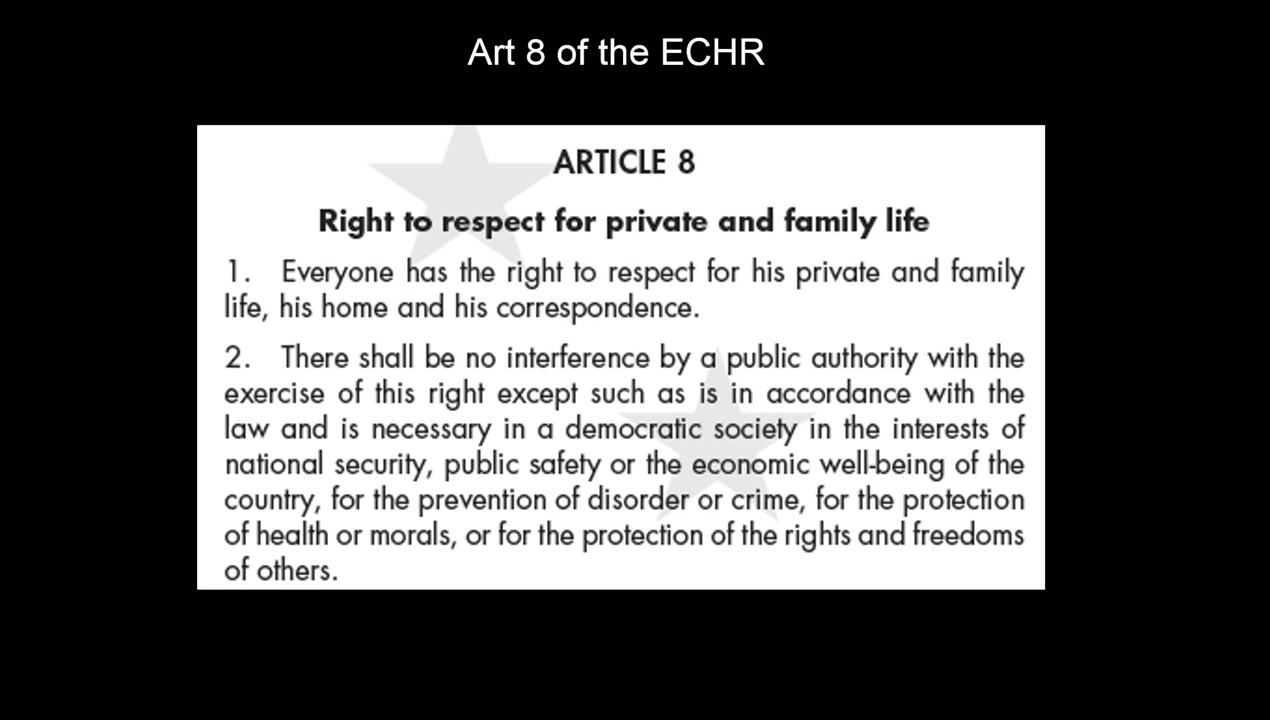 Art 8 of the ECHR
ARTICLE 8
Right to respect for private and family life
1. Everyone has the right to respect for his private and family
life, his home and his correspondence.
2. There shall be no interference by a public authority with the
exercise of this right except such as is in accordance with the
law and is necessary in a democratic society in the interests of
national security, public safety or the economic well-being of the
country, for the prevention of disorder or crime, for the protection
of health or morals, or for the protection of the rights and freedoms
of others.